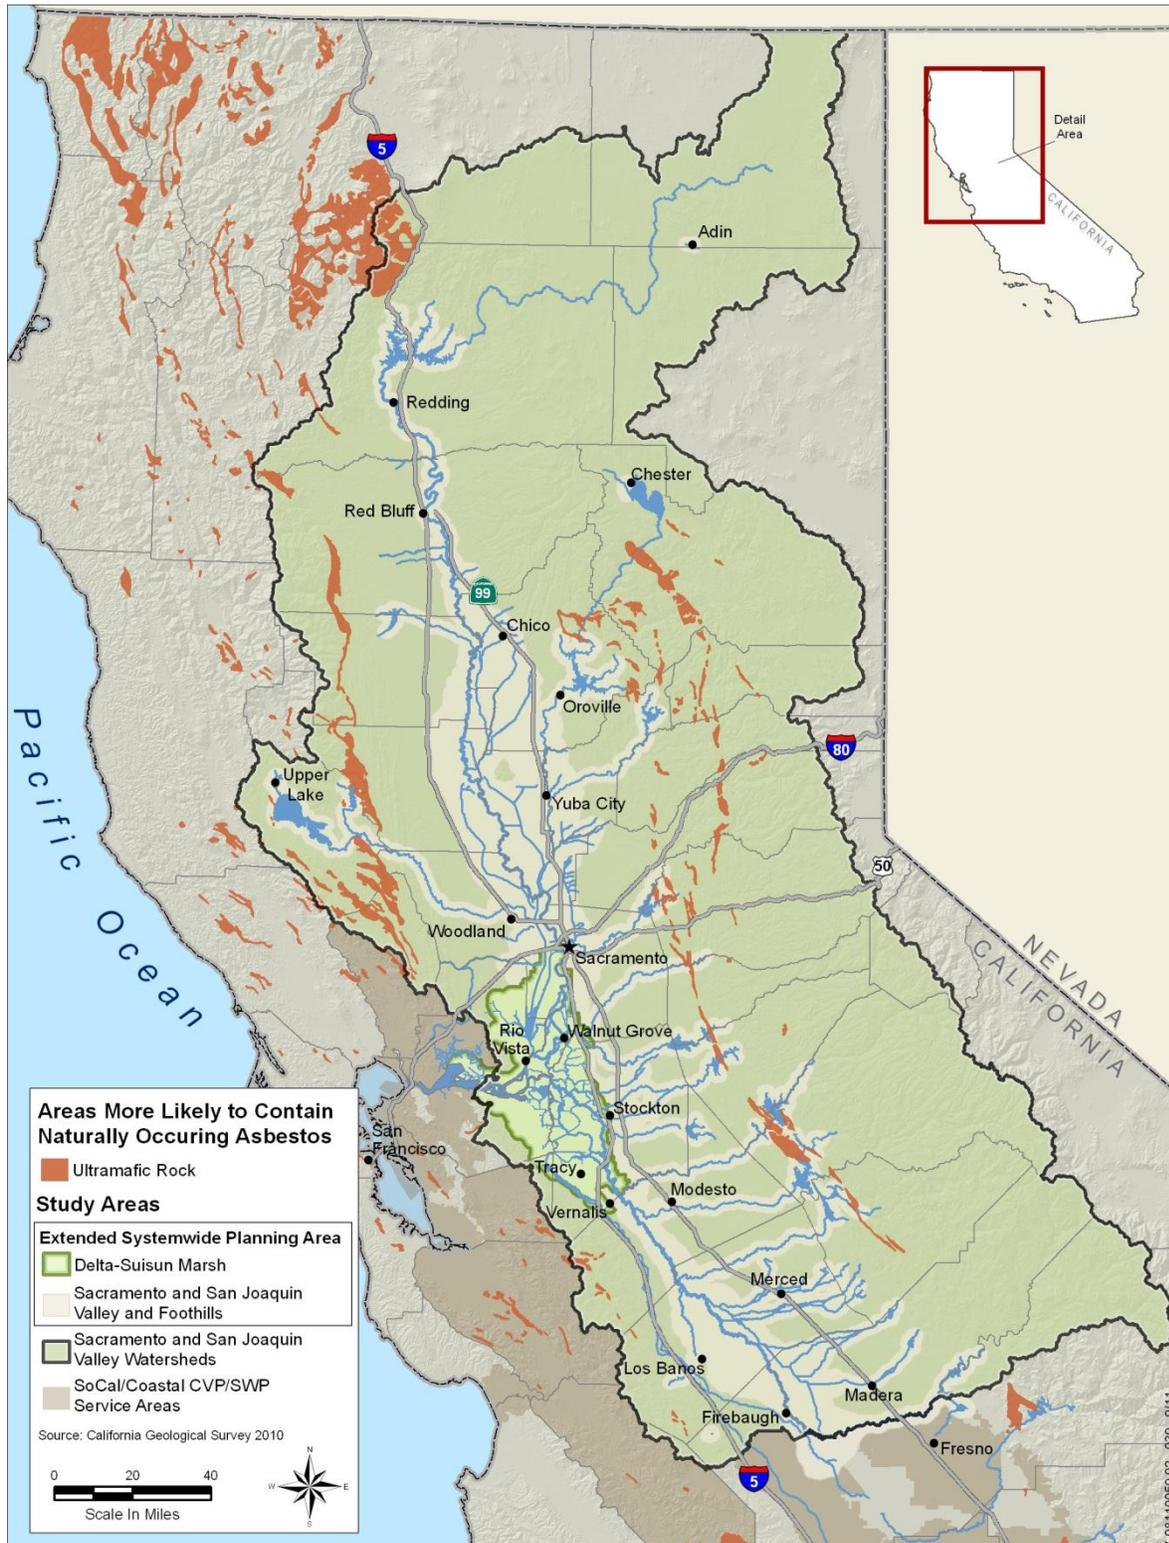 5
Detail
Area
CALIFORNIA
Adin
Redding
Chester
Red Bluff
99
Chico
Oroville
80
Upper
Lake
Yuba City
50
Pacific Ocean
Woodland
Sacramento
NEVADA
CALIFORNIA
Rio
Vista
Walnut Grove
Stockton
San
Francisco
Tracy
Modesto
Vernalis
Merced
Los Banos
Madera
Firebaugh
Fresno
5
Areas More Likely to Contain
Naturally Occuring Asbestos
Ultramafic Rock
Study Areas
Extended Systemwide Planning Area
Delta-Suisun Marsh
Sacramento and San Joaquin
Valley and Foothills
Sacramento and San Joaquin
Valley Watersheds
SoCal/Coastal CVP/SWP
Service Areas
Source: California Geological Survey 2010
0 20 40
Scale In Miles
N
W E
S